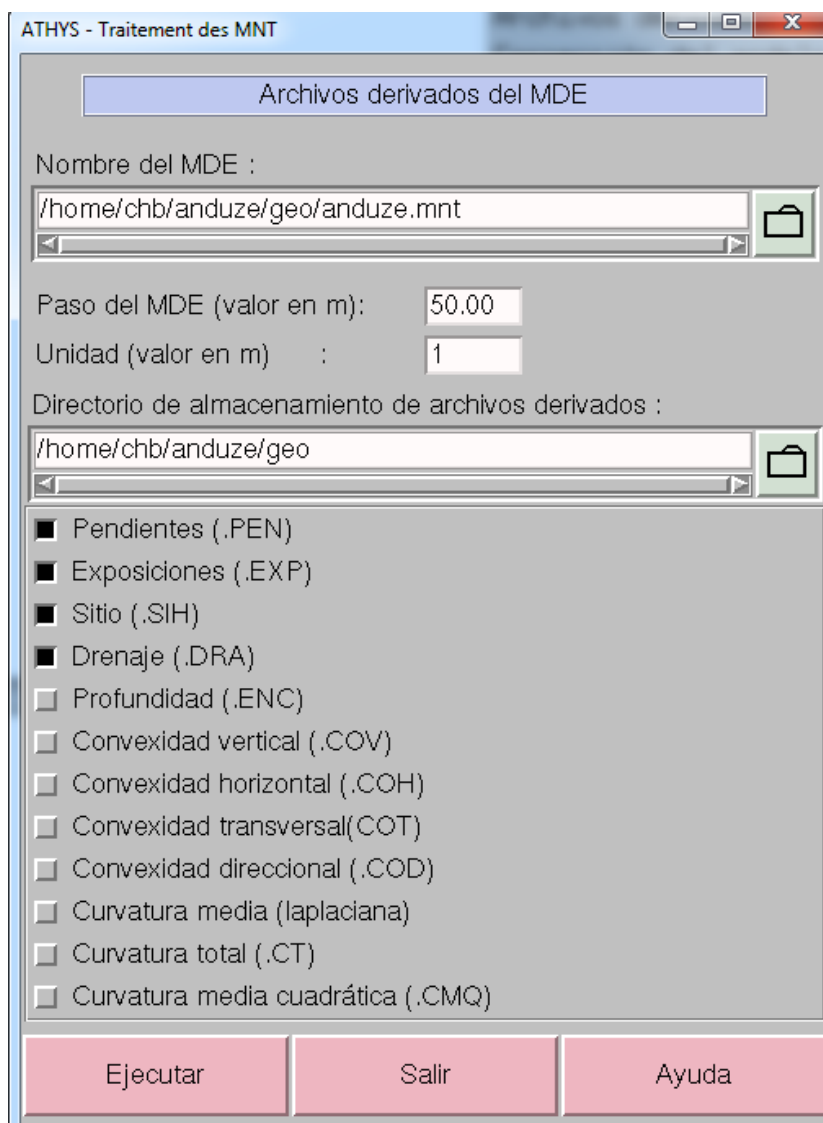 ATHYS - Traitement des MNT
Archivos derivados del MDE
Nombre del MDE :
/home/chb/anduze/geo/anduze.mnt
Paso del MDE (valor en m): 50.00
Unidad (valor en m) : 1
Directorio de almacenamiento de archivos derivados :
/home/chb/anduze/geo
Pendientes (.PEN)
Exposiciones (.EXP)
Sitio (.SIH)
Drenaje (.DRA)
Profundidad (.ENC)
Convexidad vertical (.COV)
Convexidad horizontal (.COH)
Convexidad transversal(COT)
Convexidad direccional (.COD)
Curvatura media (laplaciana)
Curvatura total (.CT)
Curvatura media cuadrática (.CMQ)
Ejecutar Salir Ayuda